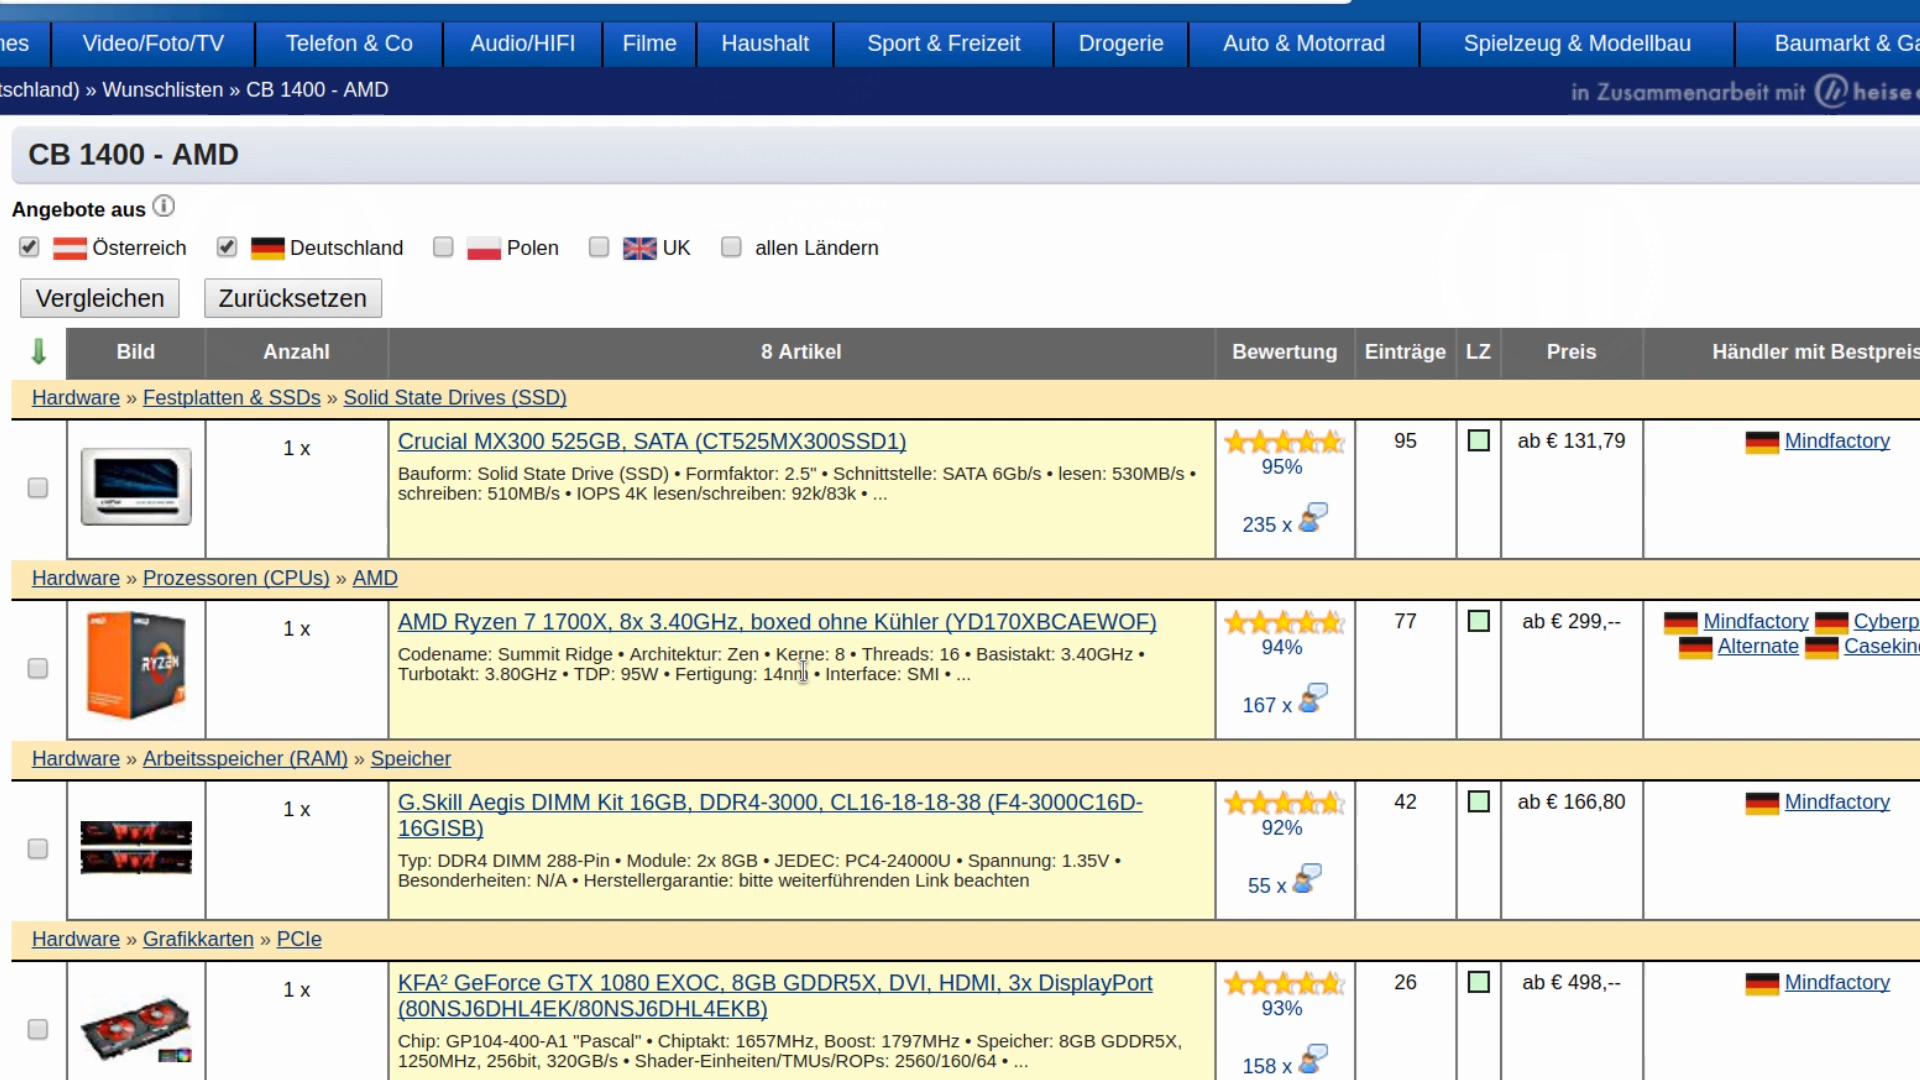 Video/Foto/TV Telefon & Co Audio/HIFI Filme Haushalt Sport & Freizeit Drogerie Auto & Motorrad Spielzeug & Modellbau Baumarkt &
» Wunschlisten » CB 1400 - AMD in Zusammenarbeit mit heise
CB 1400 - AMD
Angebote aus
Österreich Deutschland Polen UK allen Ländern
Vergleichen Zurücksetzen
Bild Anzahl 8 Artikel Bewertung Einträge LZ Preis Händler mit Bestpreis
Hardware » Festplatten & SSDs » Solid State Drives (SSD)
1 x Crucial MX300 525GB, SATA (CT525MX300SSD1) 95 ab € 131,79 Mindfactory
Bauform: Solid State Drive (SSD) • Formfaktor: 2.5" • Schnittstelle: SATA 6Gb/s • lesen: 530MB/s •
95%
schreiben: 510MB/s • IOPS 4K lesen/schreiben: 92k/83k • ...
235 x
Hardware » Prozessoren (CPUs) » AMD
1 x AMD Ryzen 7 1700X, 8x 3.40GHz, boxed ohne Kühler (YD170XBCAEWOF) 77 ab € 299,-- Mindfactory
Codename: Summit Ridge • Architektur: Zen • Kerne: 8 • Threads: 16 • Basistakt: 3.40GHz •
94% Alternate
Turbotakt: 3.80GHz • TDP: 95W • Fertigung: 14nm • Interface: SMI • ...
RYZEN
167 x
Hardware » Arbeitsspeicher (RAM) » Speicher
1 x G.Skill Aegis DIMM Kit 16GB, DDR4-3000, CL16-18-18-38 (F4-3000C16D-
16GISB) 42 ab € 166,80 Mindfactory
92%
Typ: DDR4 DIMM 288-Pin • Module: 2x 8GB • JEDEC: PC4-24000U • Spannung: 1.35V •
Besonderheiten: N/A • Herstellergarantie: bitte weiterführenden Link beachten
55 x
Hardware » Grafikkarten » PCIe
1 x KFA² GeForce GTX 1080 EXOC, 8GB GDDR5X, DVI, HDMI, 3x DisplayPort
(80NSJ6DHL4EK/80NSJ6DHL4EKB) 26 ab € 498,-- Mindfactory
93%
Chip: GP104-400-A1 "Pascal" • Chiptakt: 1657MHz, Boost: 1797MHz • Speicher: 8GB GDDR5X,
1250MHz, 256bit, 320GB/s • Shader-Einheiten/TMUs/ROPs: 2560/160/64 • ...
158 x